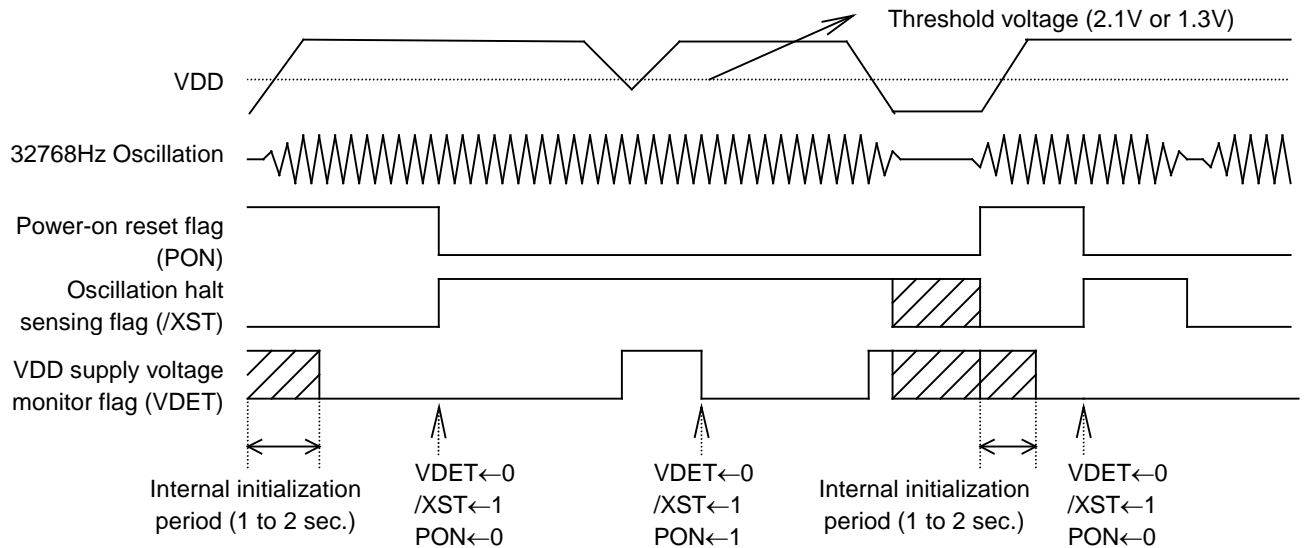 Threshold voltage (2.1V or 1.3V)
VDD
32768Hz Oscillation
Power-on reset flag
(PON)
Oscillation halt
sensing flag (/XST)
VDD supply voltage
monitor flag (VDET)
Internal initialization
period (1 to 2 sec.)
VDET←0
/XST←1
PON←0
VDET←0
/XST←1
PON←1
Internal initialization
period (1 to 2 sec.)
VDET←0
/XST←1
PON←0